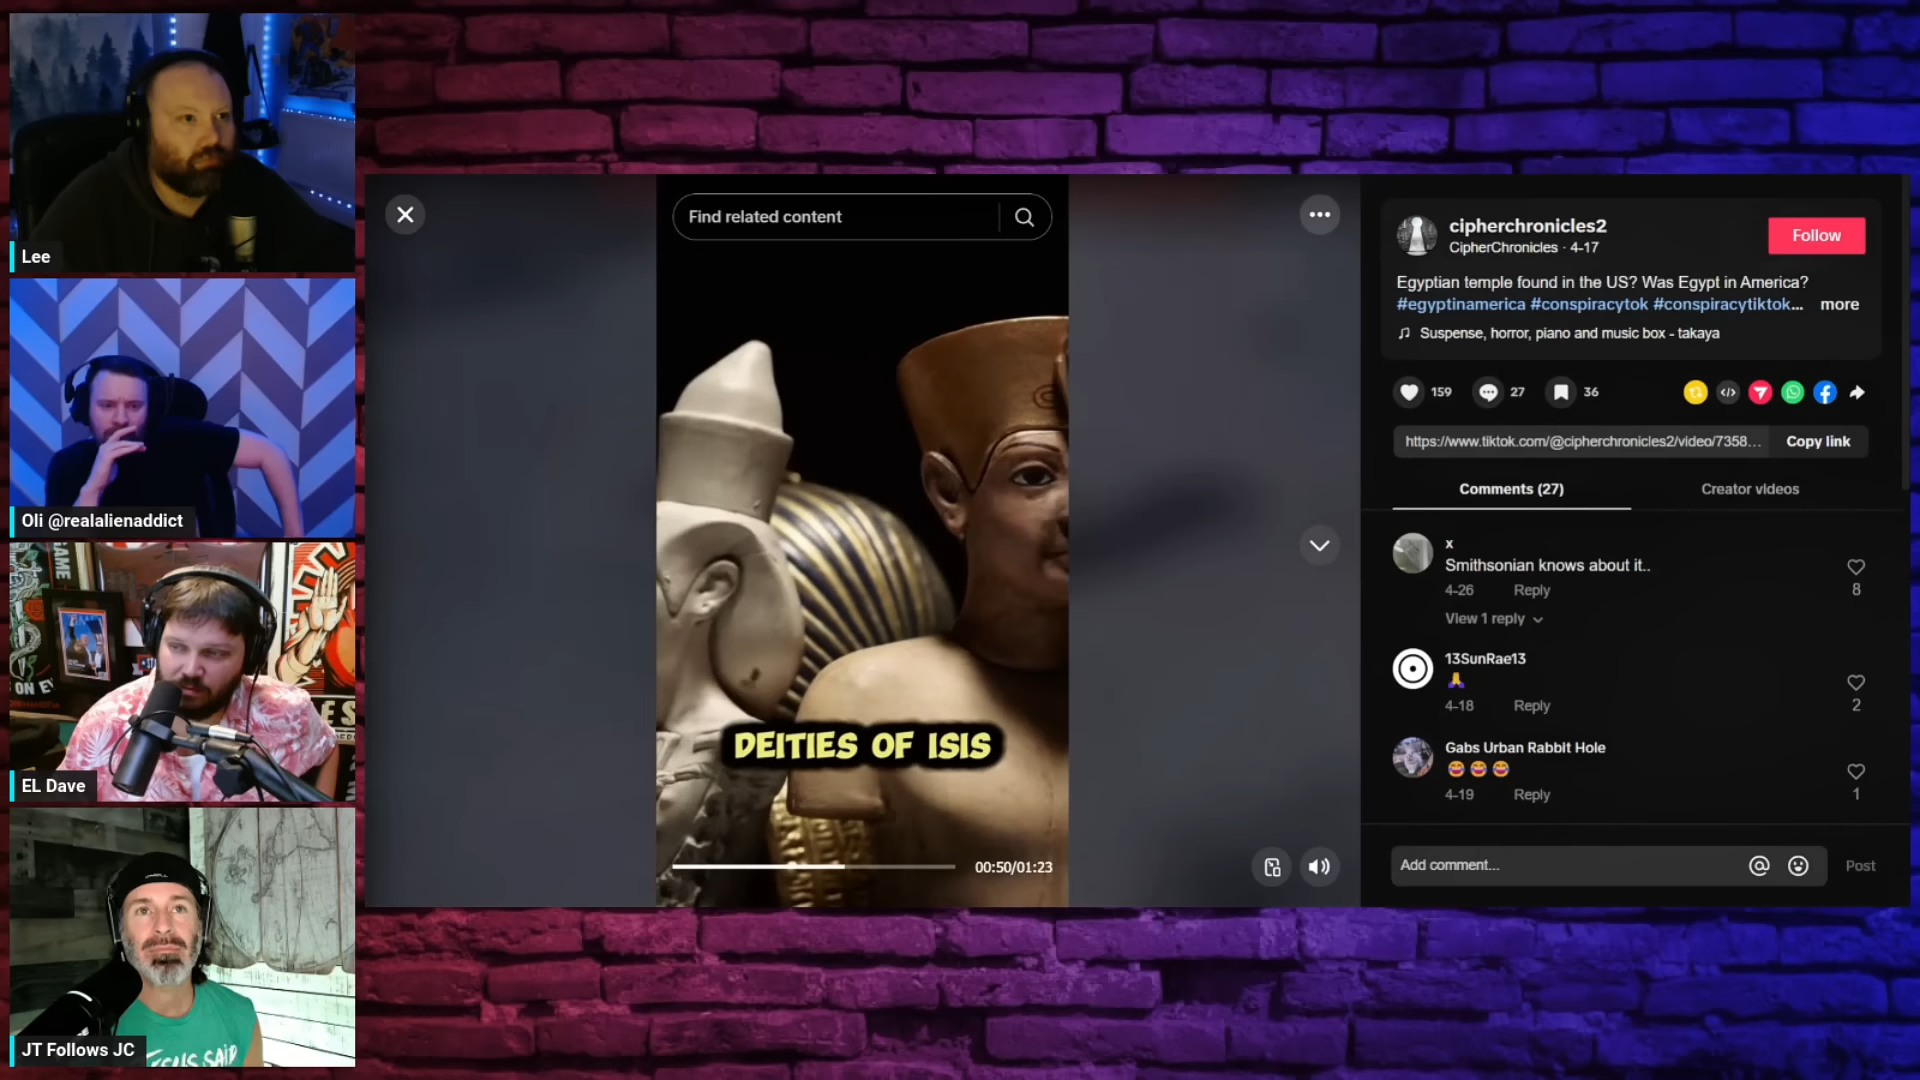 Lee
Oli @realalienaddict
GAME
ON EV
EL Dave
JT Follows JC
Find related content
DEITIES OF ISIS
00:50/01:23
cipherchronicles2
CipherChronicles · 4-17
Follow
Egyptian temple found in the US? Was Egypt in America?
#egyptinamerica #conspiracytok #conspiracytiktok... more
Suspense, horror, piano and music box - takaya
159
27
36
https://www.tiktok.com/@cipherchronicles2/video/7358...
Copy link
Comments (27)
Creator videos
x
Smithsonian knows about it..
4-26 Reply
8
View 1 reply
13SunRae13
4-18 Reply
2
Gabs Urban Rabbit Hole
😂😂😂
4-19 Reply
1
Add comment...
Post